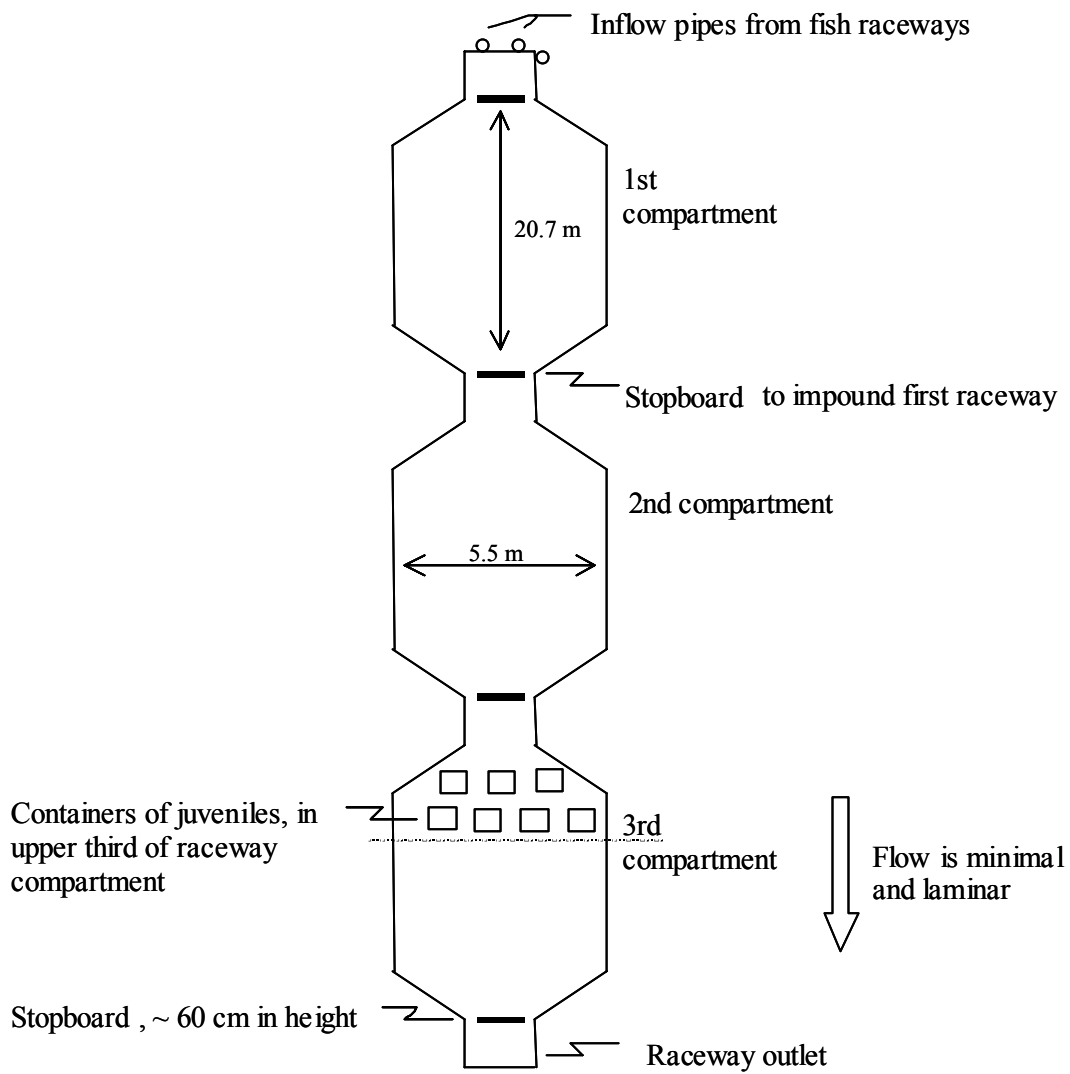 Inflow pipes from fish raceways
1st
compartment
20.7 m
Stopboard to impound first raceway
2nd compartment
5.5 m
Containers of juveniles, in
upper third of raceway
compartment
3rd
compartment
Flow is minimal
and laminar
Stopboard , ~ 60 cm in height
Raceway outlet